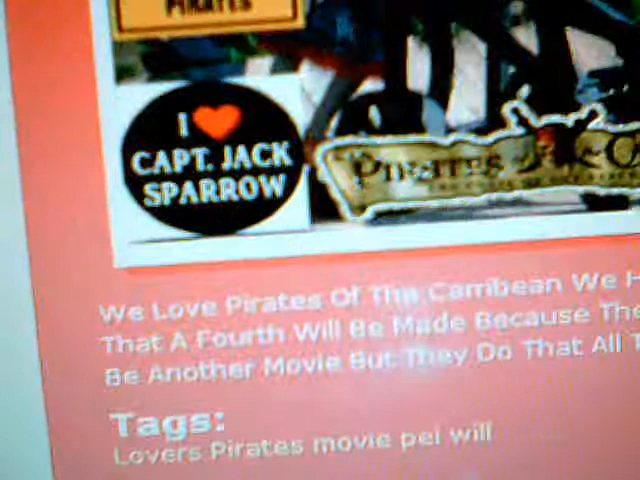 PIRATES
I ❤
CAPT. JACK
SPARROW
PIRATES
We Love Pirates Of The Carribean We H
That A Fourth Will Be Made Because The
Be Another Movie But They Do That All T
Tags:
Lovers Pirates movie pel will